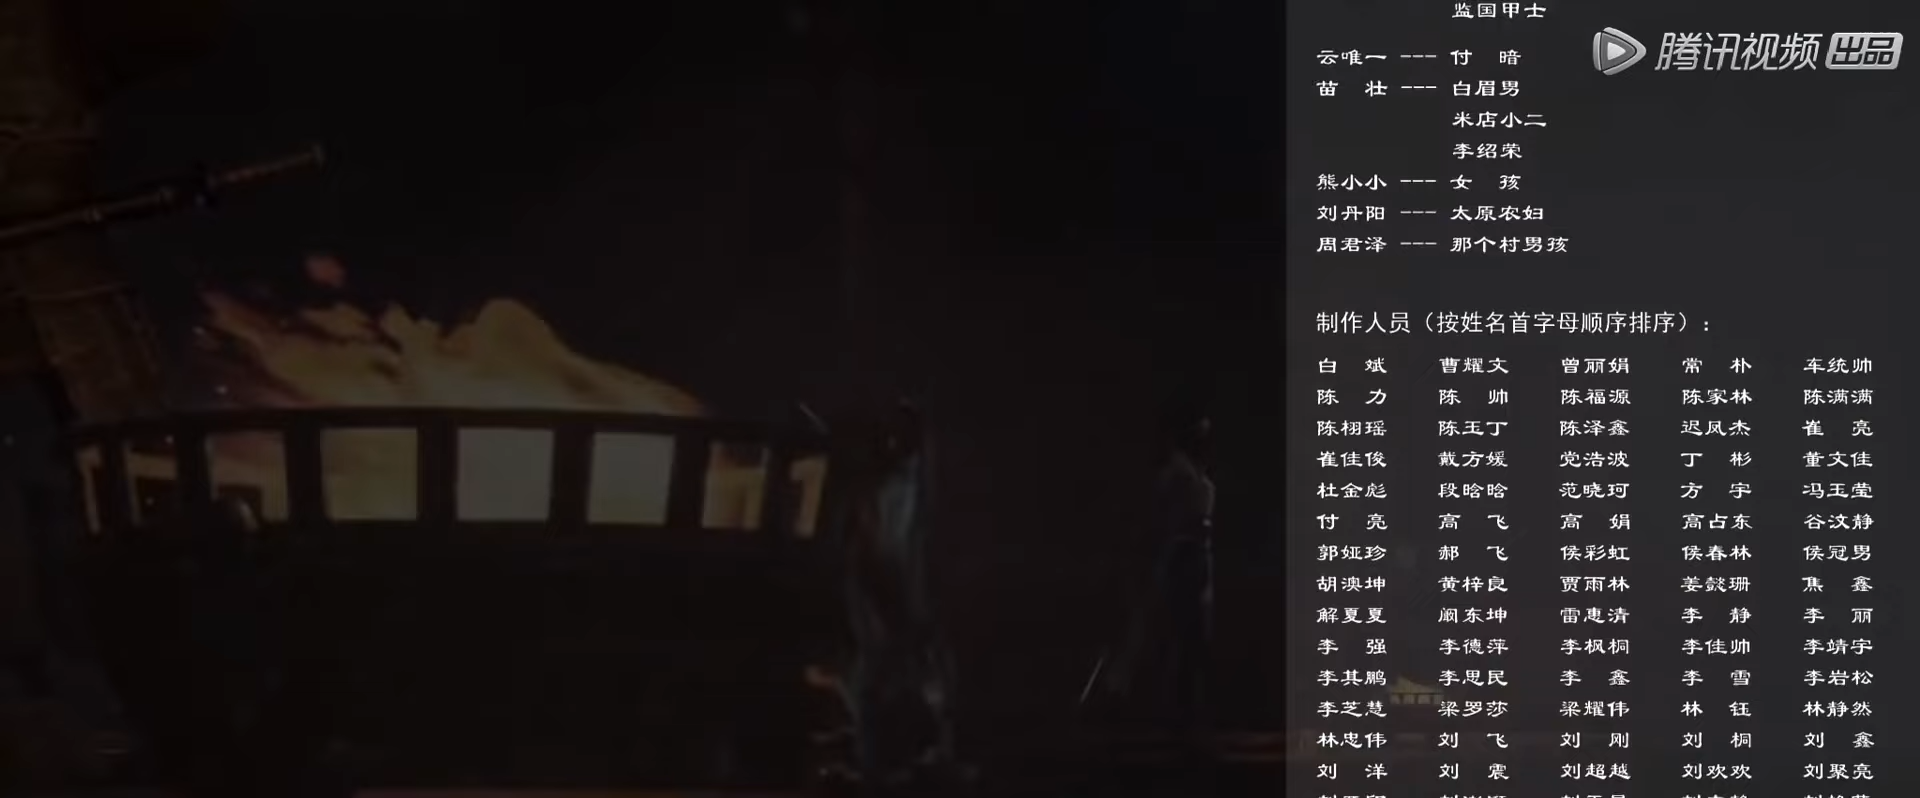 监国甲士
腾讯视频 出品
云唯一 --- 付 暗
苗 壮 --- 白眉男
米店小二
李绍荣
熊小小 --- 女 孩
刘丹阳 --- 太原农妇
周君泽 --- 那个村男孩
制作人员（按姓名首字母顺序排序）：
白 斌 曹耀文 曾丽娟 常 朴 车统帅
陈 力 陈 帅 陈福源 陈家林 陈满满
陈栩瑶 陈玉丁 陈泽鑫 迟凤杰 崔 亮
崔佳俊 戴方媛 党浩波 丁 彬 董文佳
杜金彪 段晗晗 范晓珂 方 宇 冯玉莹
付 亮 高 飞 高 娟 高占东 谷汶静
郭娅珍 郝 飞 侯彩虹 侯春林 侯冠男
胡澳坤 黄梓良 贾雨林 姜懿珊 焦 鑫
解夏夏 阚东坤 雷惠清 李 静 李 丽
李 强 李德萍 李枫桐 李佳帅 李靖宇
李其鹏 李思民 李 鑫 李 雪 李岩松
李芝慧 梁罗莎 梁耀伟 林 钰 林静然
林忠伟 刘 飞 刘 刚 刘 桐 刘 鑫
刘 洋 刘 震 刘超越 刘欢欢 刘聚亮